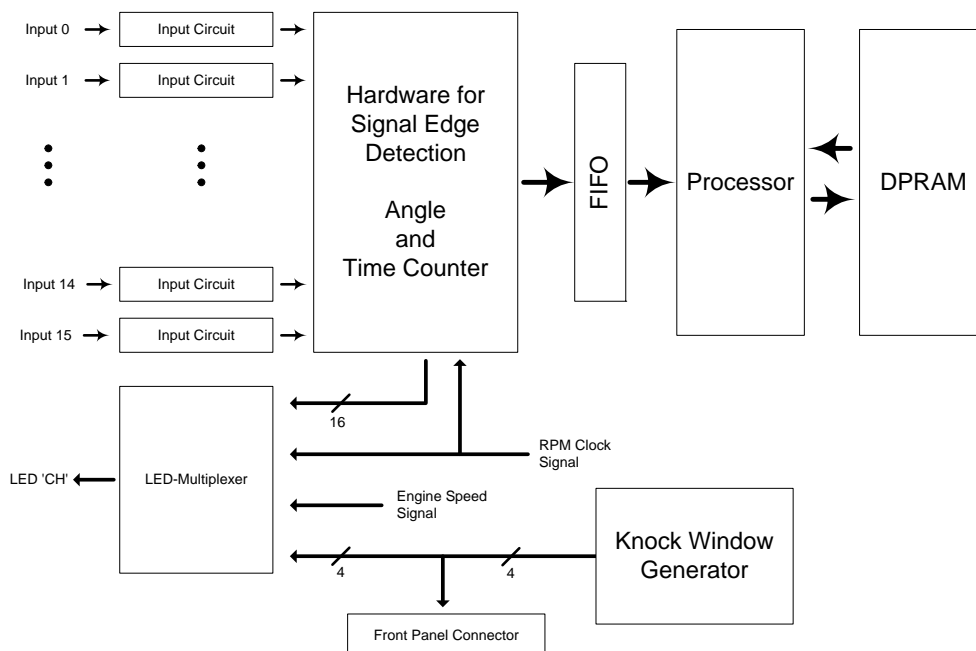 Input 0
Input Circuit
Input 1
Input Circuit
Input 14
Input Circuit
Input 15
Input Circuit
Hardware for
Signal Edge
Detection
Angle
and
Time Counter
FIFO
Processor
DPRAM
16
RPM Clock
Signal
LED 'CH'
LED-Multiplexer
Engine Speed
Signal
4
4
Knock Window
Generator
Front Panel Connector